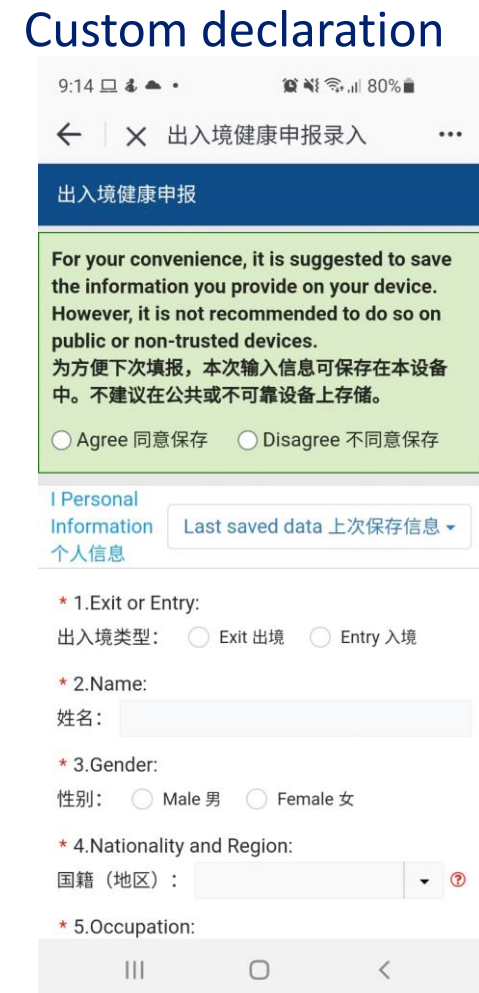 Custom declaration
9:14 80%
出入境健康申报录入
出入境健康申报
For your convenience, it is suggested to save
the information you provide on your device.
However, it is not recommended to do so on
public or non-trusted devices.
为方便下次填报，本次输入信息可保存在本设备
中。不建议在公共或不可靠设备上存储。
Agree 同意保存 Disagree 不同意保存
I Personal
Information
个人信息
Last saved data 上次保存信息
* 1.Exit or Entry:
出入境类型： Exit 出境 Entry 入境
* 2.Name:
姓名：
* 3.Gender:
性别： Male 男 Female 女
* 4.Nationality and Region:
国籍（地区）：
* 5.Occupation: